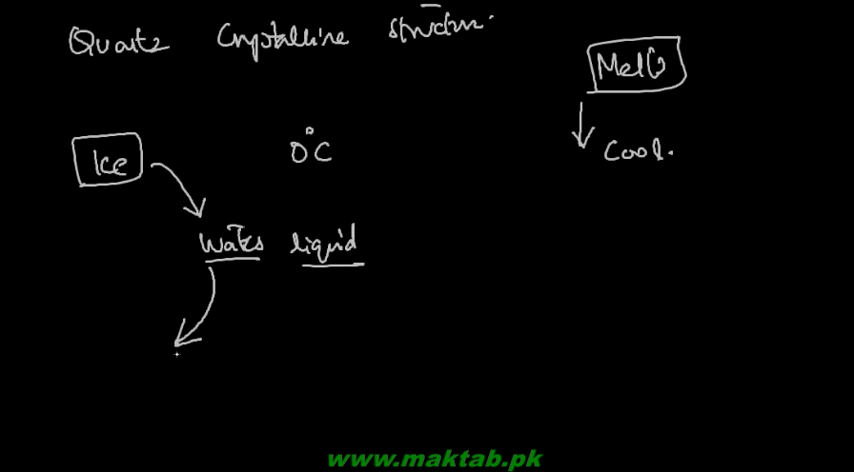 Quartz Crystalline structure.
Melt
Ice
0°C
Cool.
Water liquid
www.maktab.pk